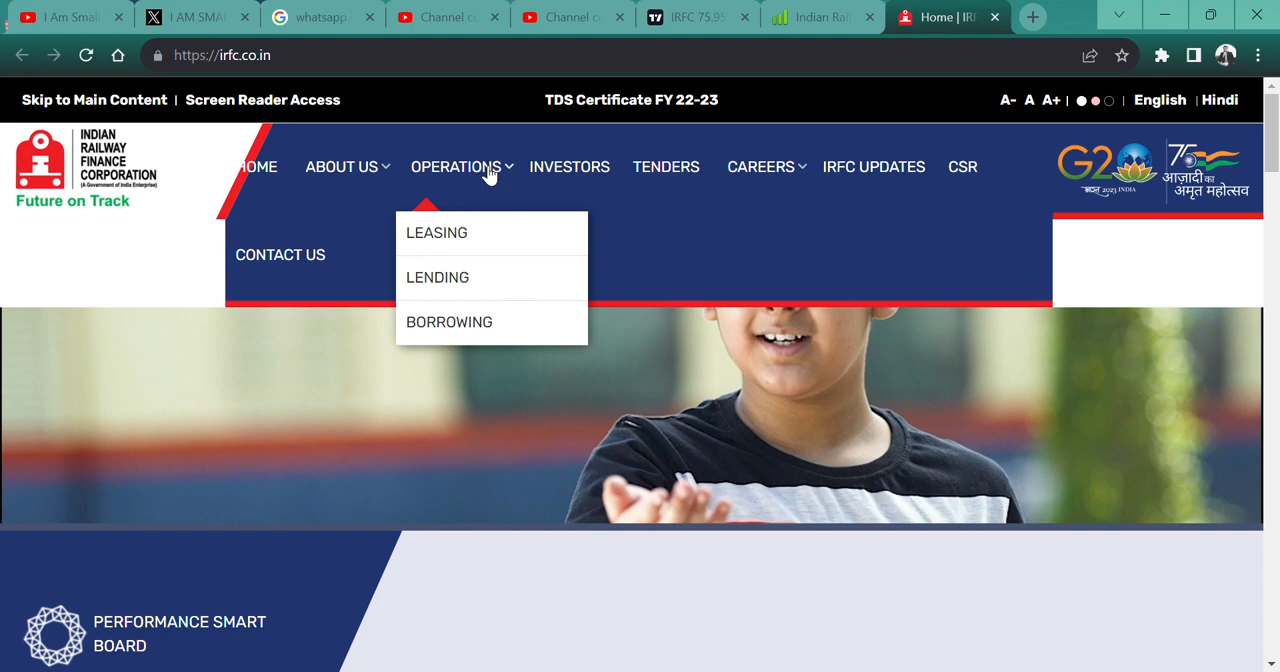 I Am Smal
I AM SMA
whatsapp
Channel c
Channel co
IRFC 75.95
Indian Rail
Home | IRF
https://irfc.co.in
Skip to Main Content | Screen Reader Access
TDS Certificate FY 22-23
A- A A+ | | English | Hindi
INDIAN
RAILWAY
FINANCE
CORPORATION
(A Government of India Enterprise)
Future on Track
HOME ABOUT US OPERATIONS INVESTORS TENDERS CAREERS IRFC UPDATES CSR
CONTACT US
LEASING
LENDING
BORROWING
G20
भारत 2023 INDIA
75
आज़ादी का
अमृत महोत्सव
PERFORMANCE SMART
BOARD